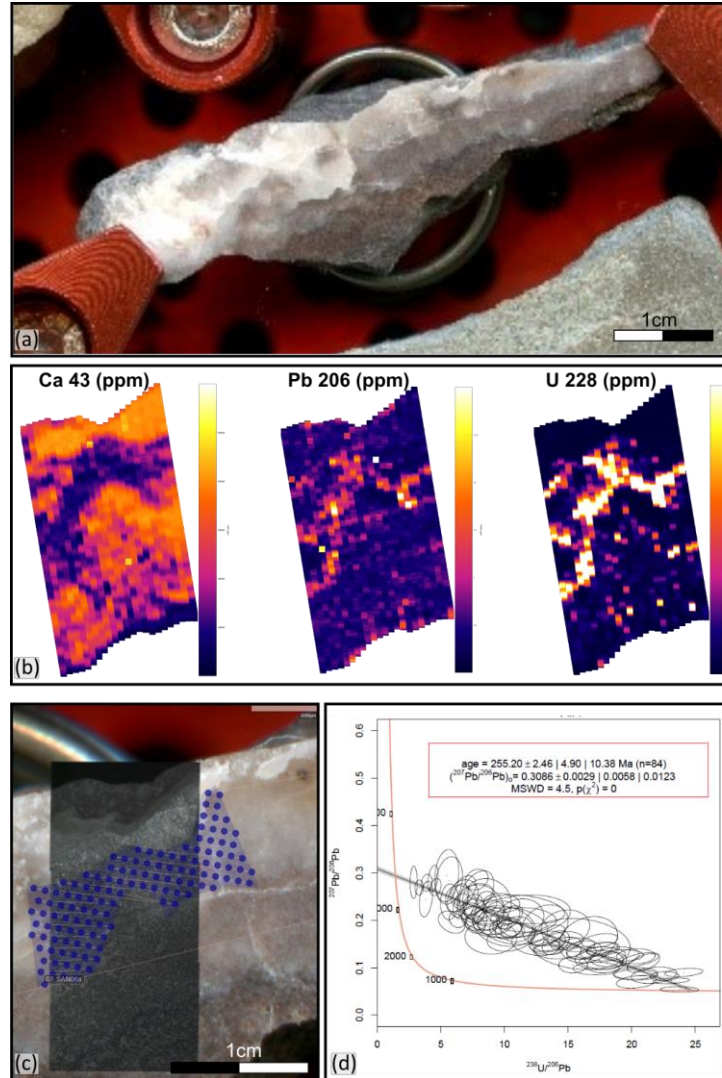 (a)
1cm
Ca 43 (ppm)
Pb 206 (ppm)
U 228 (ppm)
(b)
(c)
1cm
(d)
age = 255.20 ± 2.46 | 4.90 | 10.38 Ma (n=84)
(²⁰⁷Pb/²⁰⁶Pb)₀= 0.3086 ± 0.0029 | 0.0058 | 0.0123
MSWD = 4.5, p(χ²) = 0
²⁰⁷Pb/²⁰⁶Pb
0.6
0.5
0.4
0.3
0.2
0.1
0.0
2000
1000
0 5 10 15 20 25
²³⁸U/²⁰⁶Pb